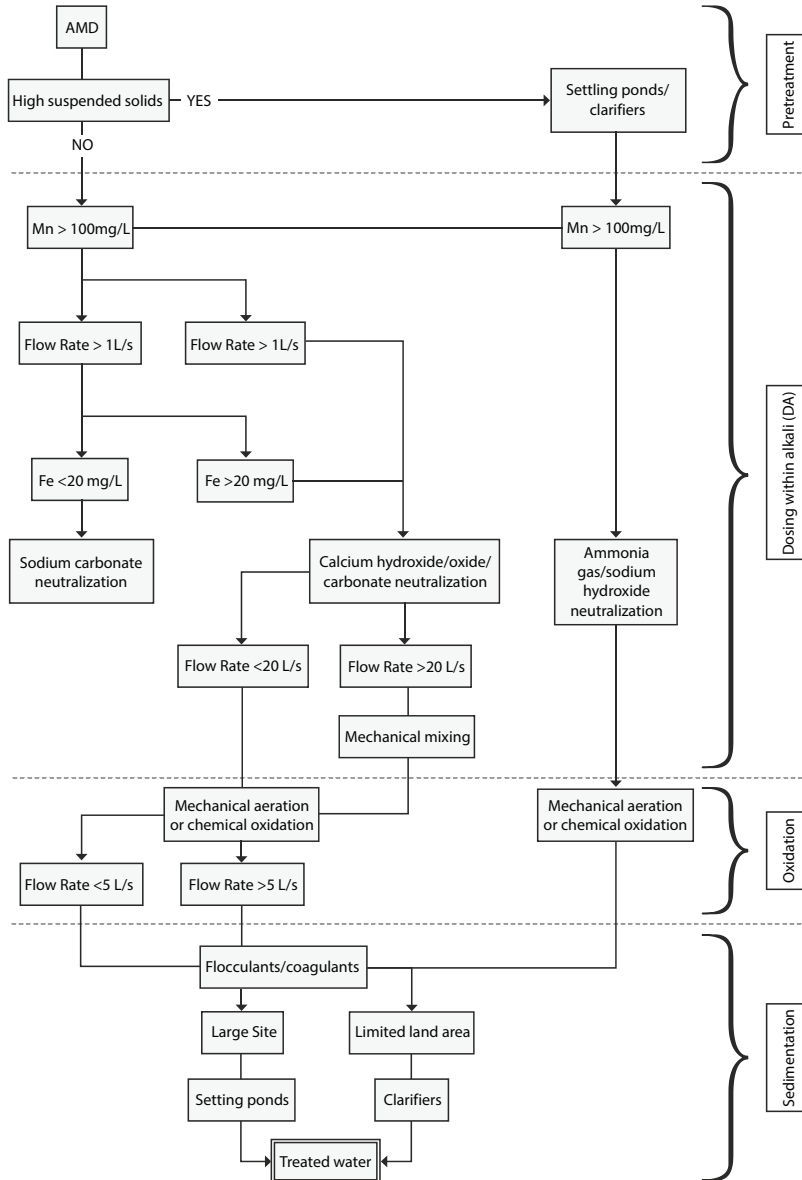 AMD
High suspended solids
YES
Settling ponds/
clarifiers
NO
Pretreatment
Mn > 100mg/L
Mn > 100mg/L
Flow Rate > 1L/s
Flow Rate > 1L/s
Fe <20 mg/L
Fe >20 mg/L
Sodium carbonate
neutralization
Calcium hydroxide/oxide/
carbonate neutralization
Ammonia
gas/sodium
hydroxide
neutralization
Flow Rate <20 L/s
Flow Rate >20 L/s
Mechanical mixing
Dosing within alkali (DA)
Mechanical aeration
or chemical oxidation
Mechanical aeration
or chemical oxidation
Flow Rate <5 L/s
Flow Rate >5 L/s
Oxidation
Flocculants/coagulants
Large Site
Limited land area
Setting ponds
Clarifiers
Treated water
Sedimentation